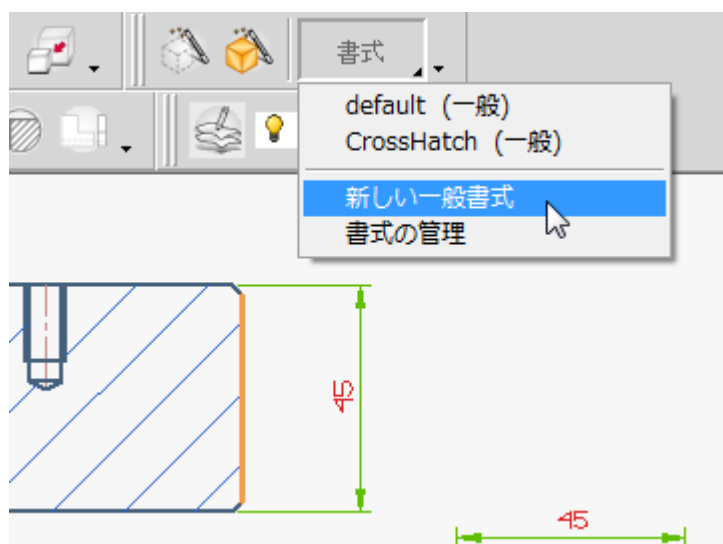 書式
default (一般)
CrossHatch (一般)
新しい一般書式
書式の管理
45
45